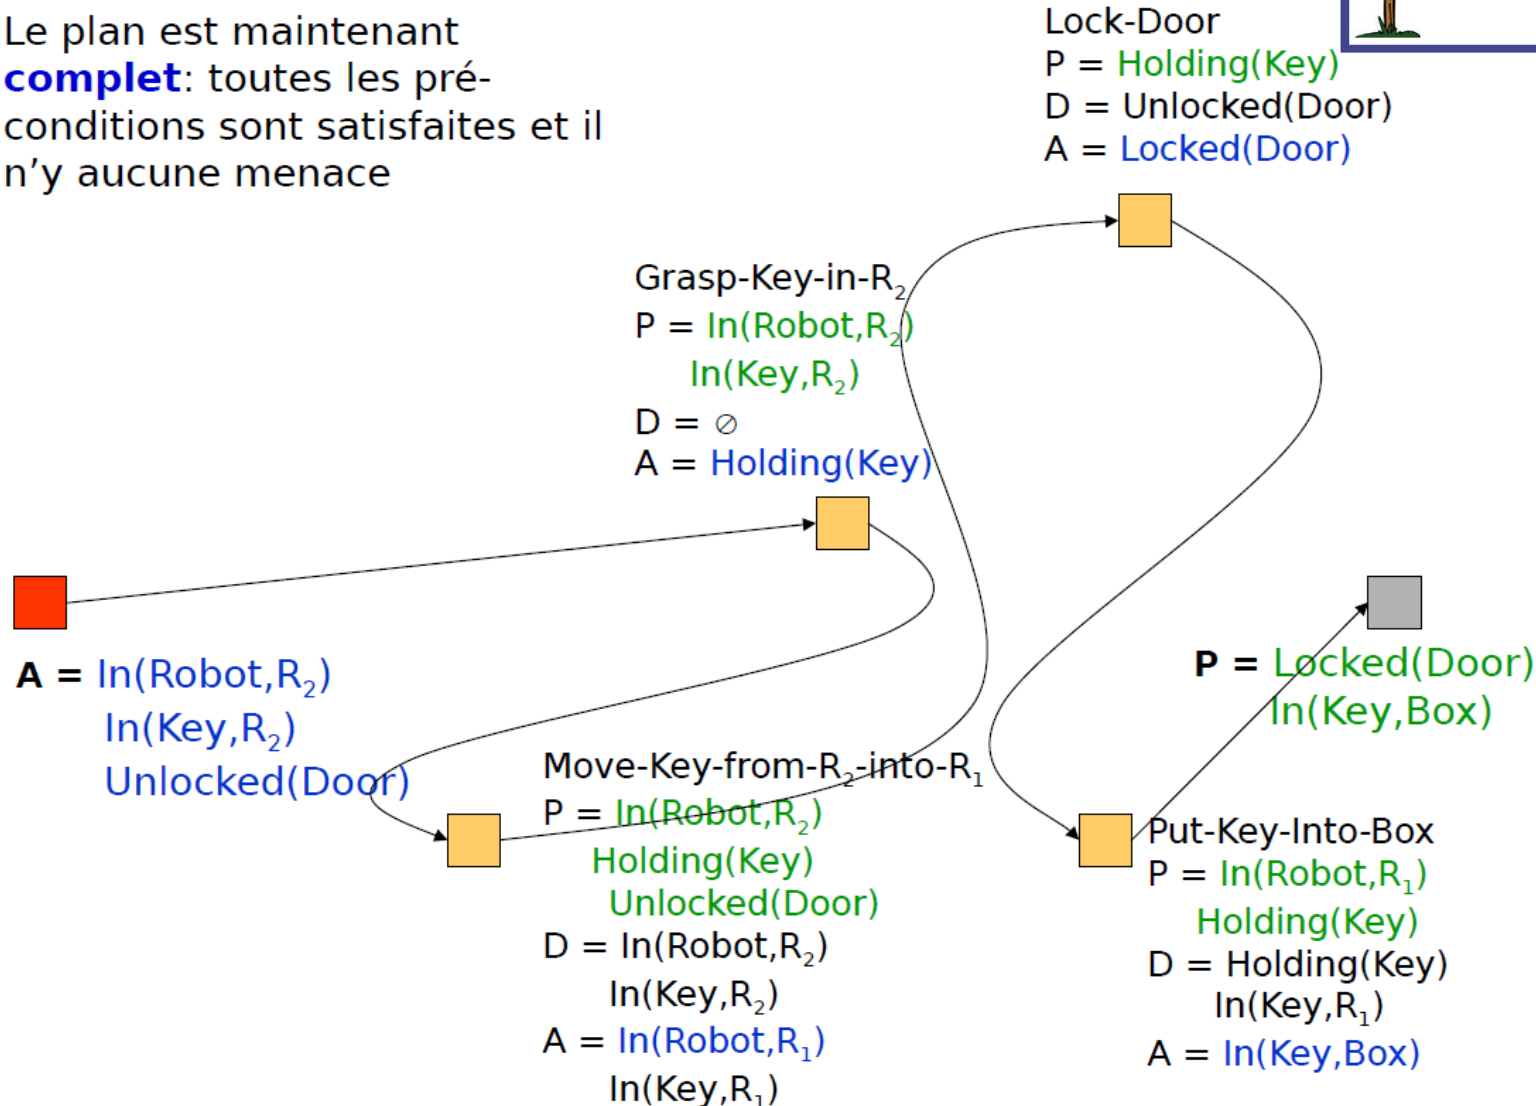 Le plan est maintenant
complet: toutes les pré-
conditions sont satisfaites et il
n’y aucune menace
Lock-Door
P = Holding(Key)
D = Unlocked(Door)
A = Locked(Door)
Grasp-Key-in-R₂
P = In(Robot,R₂)
In(Key,R₂)
D = ∅
A = Holding(Key)
A = In(Robot,R₂)
In(Key,R₂)
Unlocked(Door)
P = Locked(Door)
In(Key,Box)
Move-Key-from-R₂-into-R₁
P = In(Robot,R₂)
Holding(Key)
Unlocked(Door)
D = In(Robot,R₂)
In(Key,R₂)
A = In(Robot,R₁)
In(Key,R₁)
Put-Key-Into-Box
P = In(Robot,R₁)
Holding(Key)
D = Holding(Key)
In(Key,R₁)
A = In(Key,Box)